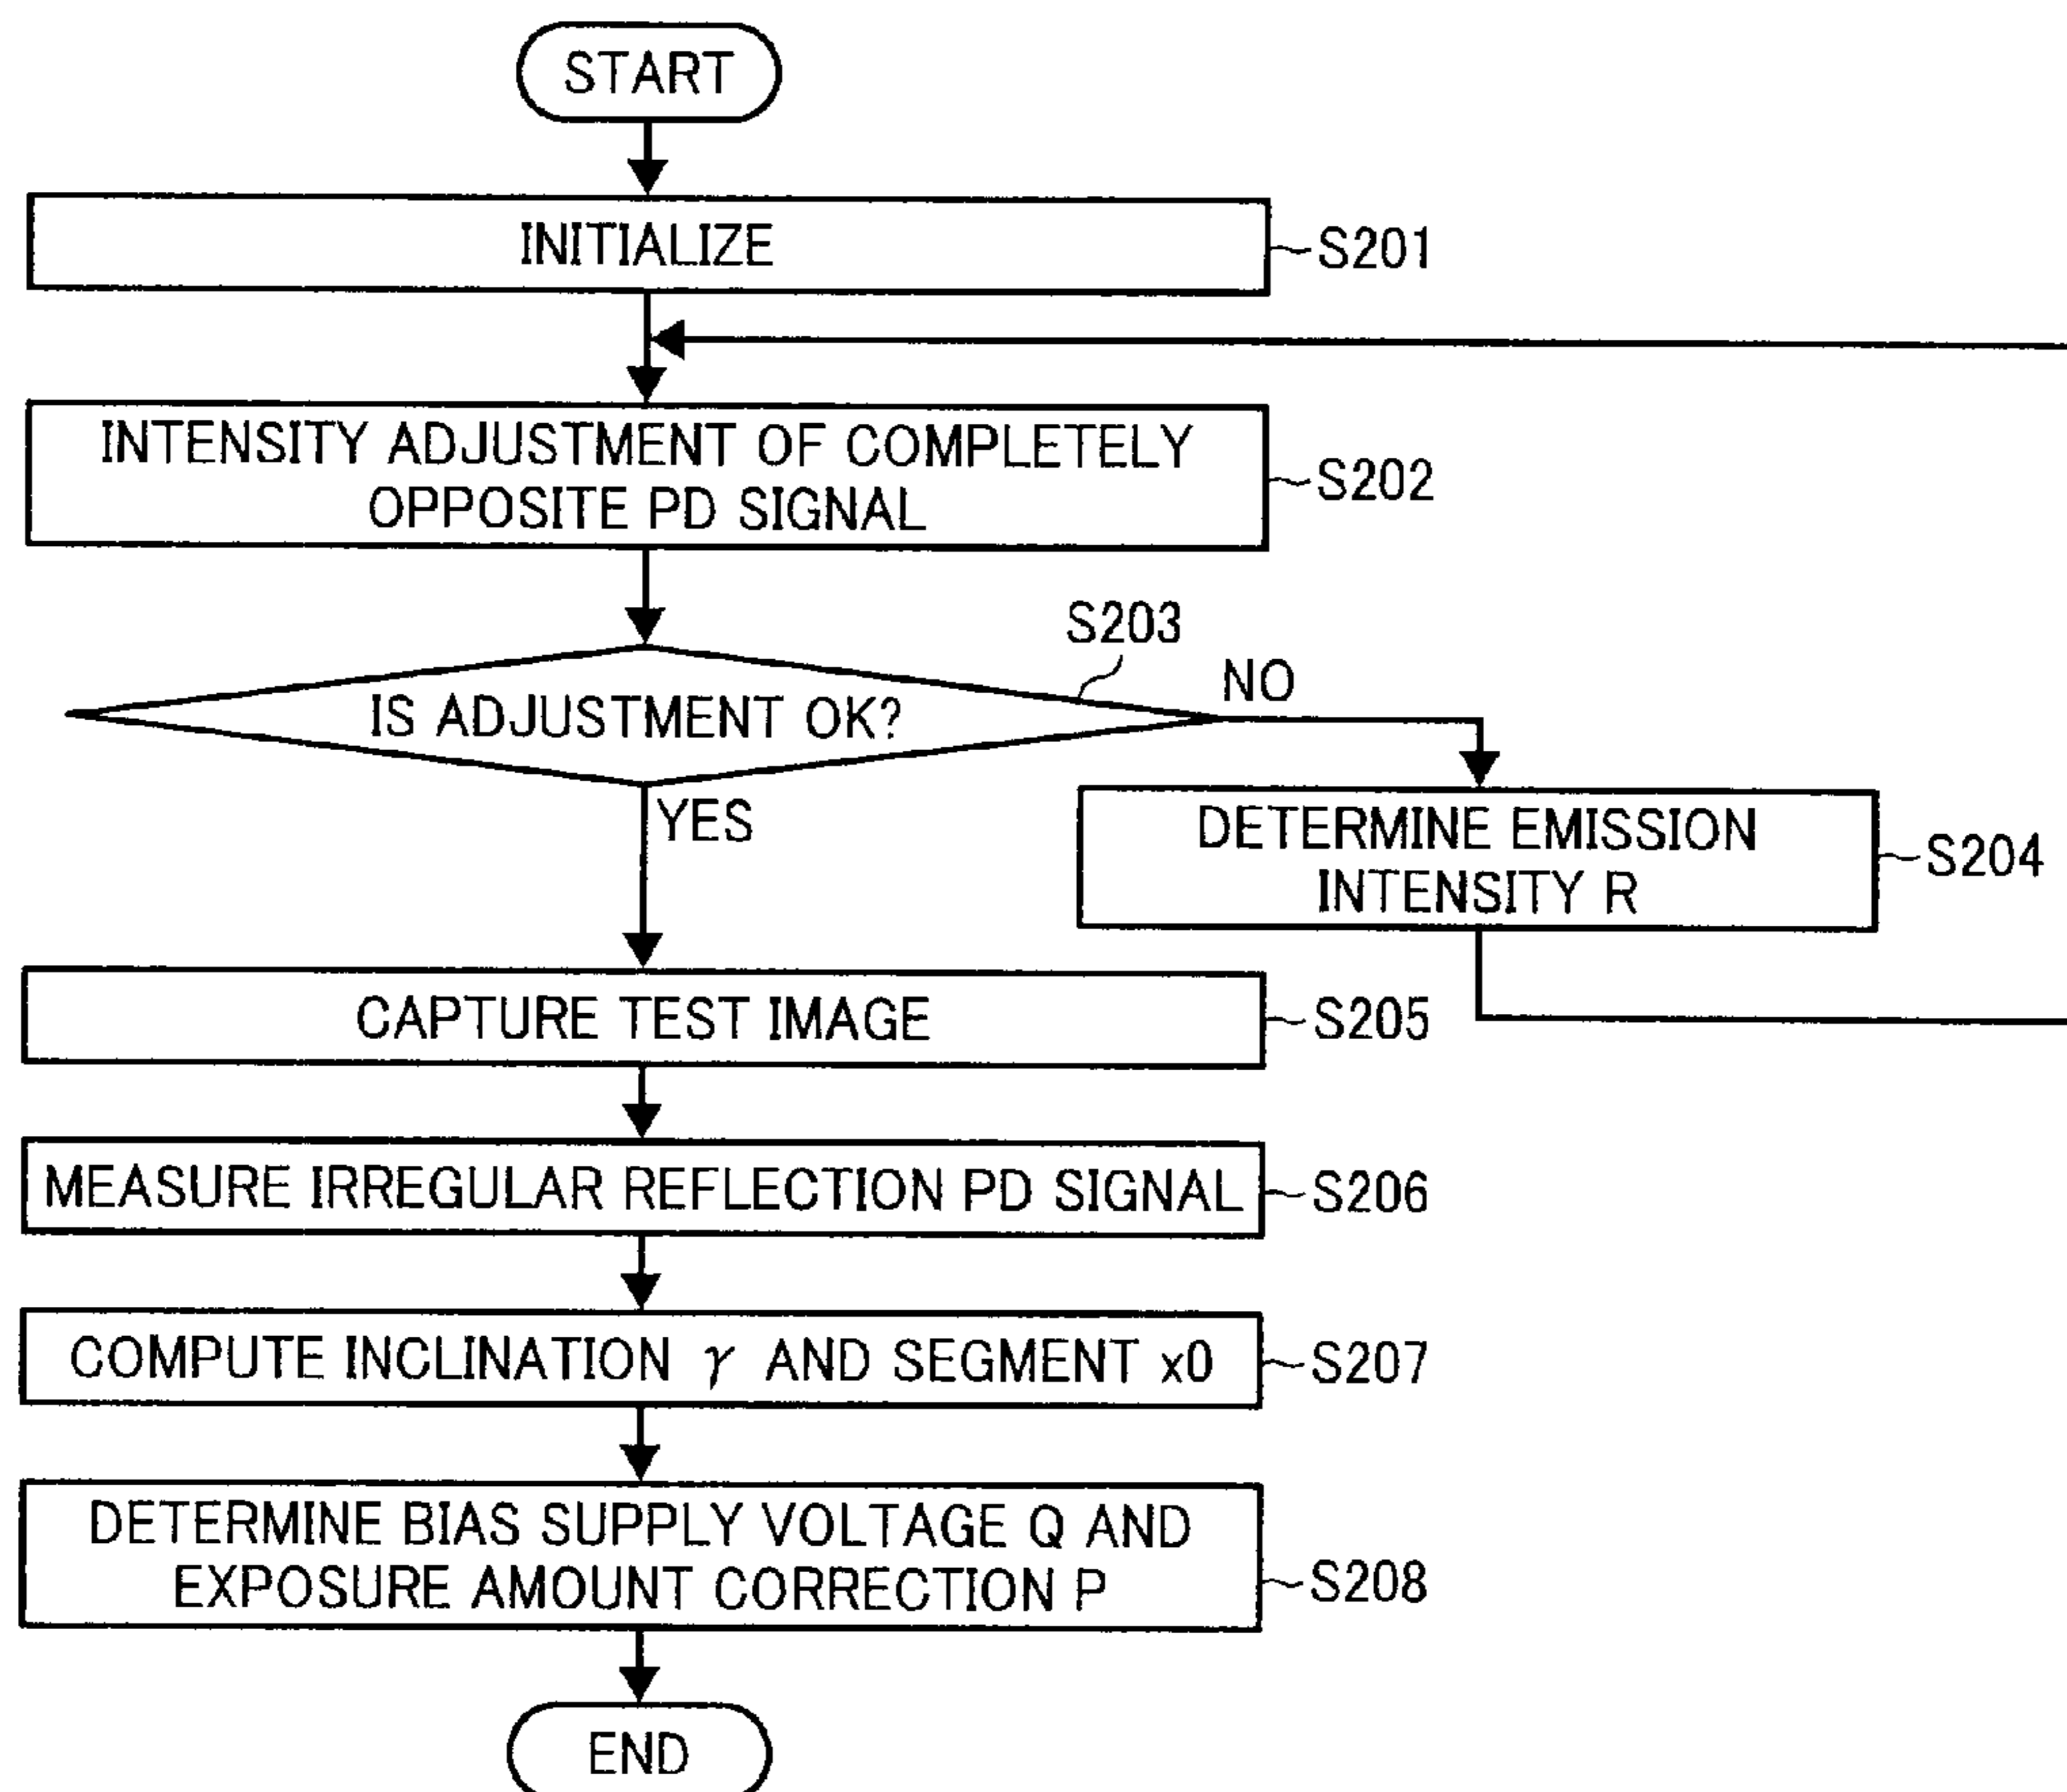 START
INITIALIZE
S201
INTENSITY ADJUSTMENT OF COMPLETELY
OPPOSITE PD SIGNAL
S202
S203
IS ADJUSTMENT OK?
NO
YES
DETERMINE EMISSION
INTENSITY R
S204
CAPTURE TEST IMAGE
S205
MEASURE IRREGULAR REFLECTION PD SIGNAL
S206
COMPUTE INCLINATION γ AND SEGMENT x0
S207
DETERMINE BIAS SUPPLY VOLTAGE Q AND
EXPOSURE AMOUNT CORRECTION P
S208
END